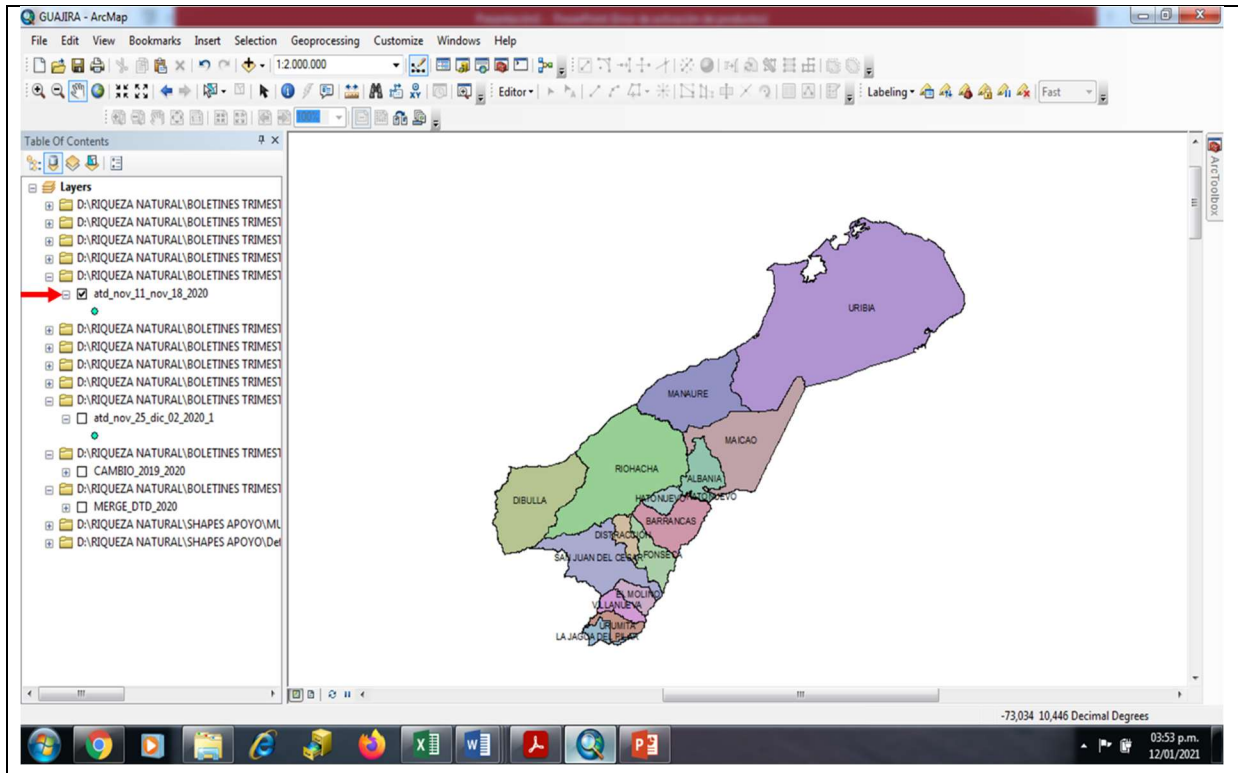 GUAJIRA - ArcMap
File Edit View Bookmarks Insert Selection Geoprocessing Customize Windows Help
1:2.000.000
Editor
Labeling
Fast
100%
Table Of Contents
Layers
D:\RIQUEZA NATURAL\BOLETINES TRIMEST
D:\RIQUEZA NATURAL\BOLETINES TRIMEST
D:\RIQUEZA NATURAL\BOLETINES TRIMEST
D:\RIQUEZA NATURAL\BOLETINES TRIMEST
D:\RIQUEZA NATURAL\BOLETINES TRIMEST
atd_nov_11_nov_18_2020
D:\RIQUEZA NATURAL\BOLETINES TRIMEST
D:\RIQUEZA NATURAL\BOLETINES TRIMEST
D:\RIQUEZA NATURAL\BOLETINES TRIMEST
D:\RIQUEZA NATURAL\BOLETINES TRIMEST
D:\RIQUEZA NATURAL\BOLETINES TRIMEST
atd_nov_25_dic_02_2020_1
D:\RIQUEZA NATURAL\BOLETINES TRIMEST
CAMBIO_2019_2020
D:\RIQUEZA NATURAL\BOLETINES TRIMEST
MERGE_DTD_2020
D:\RIQUEZA NATURAL\SHAPES APOYO\MU
D:\RIQUEZA NATURAL\SHAPES APOYO\Del
URIBIA
MANAURE
MAICAO
RIOHACHA
ALBANIA
DIBULLA
HATONUEVO
HATONUEVO
BARRANCAS
DISTRACCIÓN
SAN JUAN DEL CESAR
FONSECA
EL MOLINO
VILLANUEVA
URUMITA
LA JAGUA DEL PILAR
ArcToolbox
-73,034 10,446 Decimal Degrees
03:53 p.m.
12/01/2021